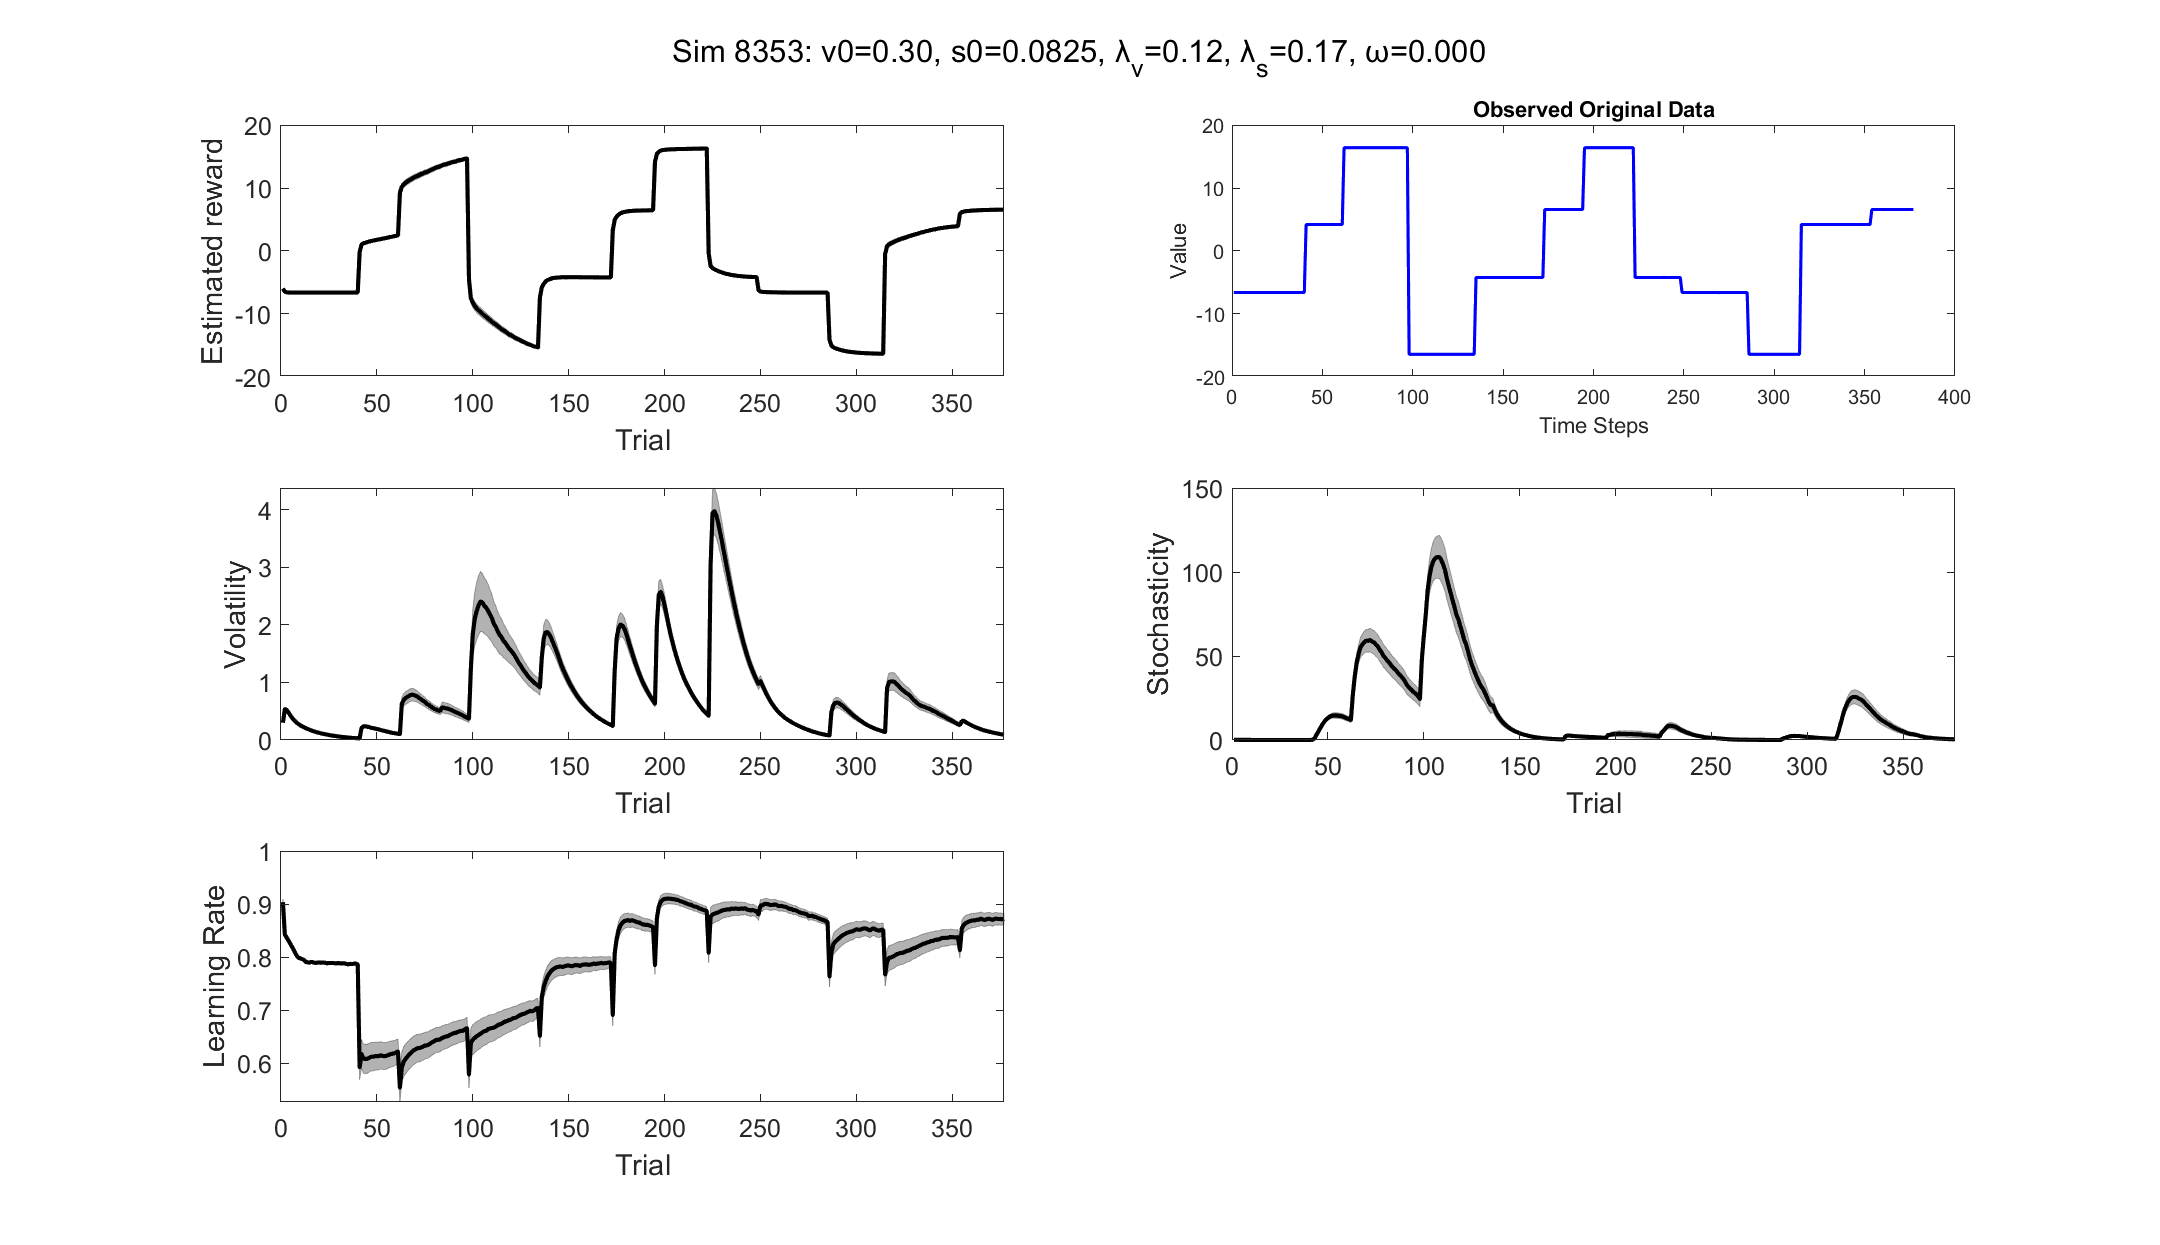 Sim 8353: v0=0.30, s0=0.0825, λv=0.12, λs=0.17, ω=0.000
20
10
0
-10
-20
Estimated reward
0 50 100 150 200 250 300 350
Trial
Observed Original Data
20
10
0
-10
-20
Value
0 50 100 150 200 250 300 350 400
Time Steps
4
3
2
1
0
Volatility
0 50 100 150 200 250 300 350
Trial
150
100
50
0
Stochasticity
0 50 100 150 200 250 300 350
Trial
1
0.9
0.8
0.7
0.6
Learning Rate
0 50 100 150 200 250 300 350
Trial